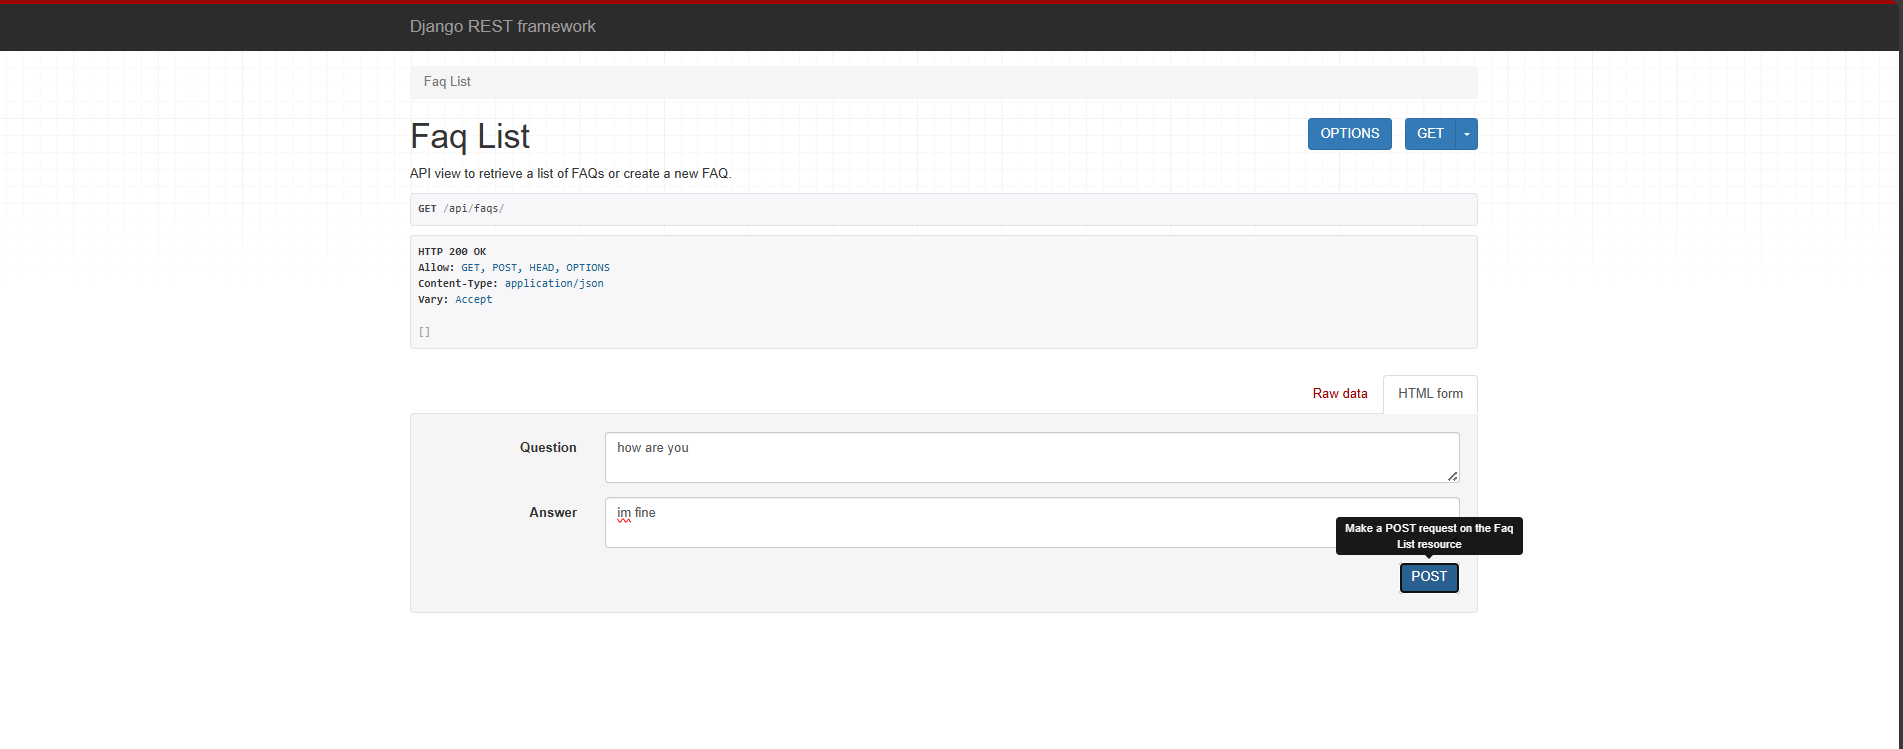 Django REST framework
Faq List
Faq List
OPTIONS
GET
API view to retrieve a list of FAQs or create a new FAQ.
GET /api/faqs/
HTTP 200 OK
Allow: GET, POST, HEAD, OPTIONS
Content-Type: application/json
Vary: Accept
[]
Raw data
HTML form
Question
how are you
Answer
im fine
Make a POST request on the Faq
List resource
POST